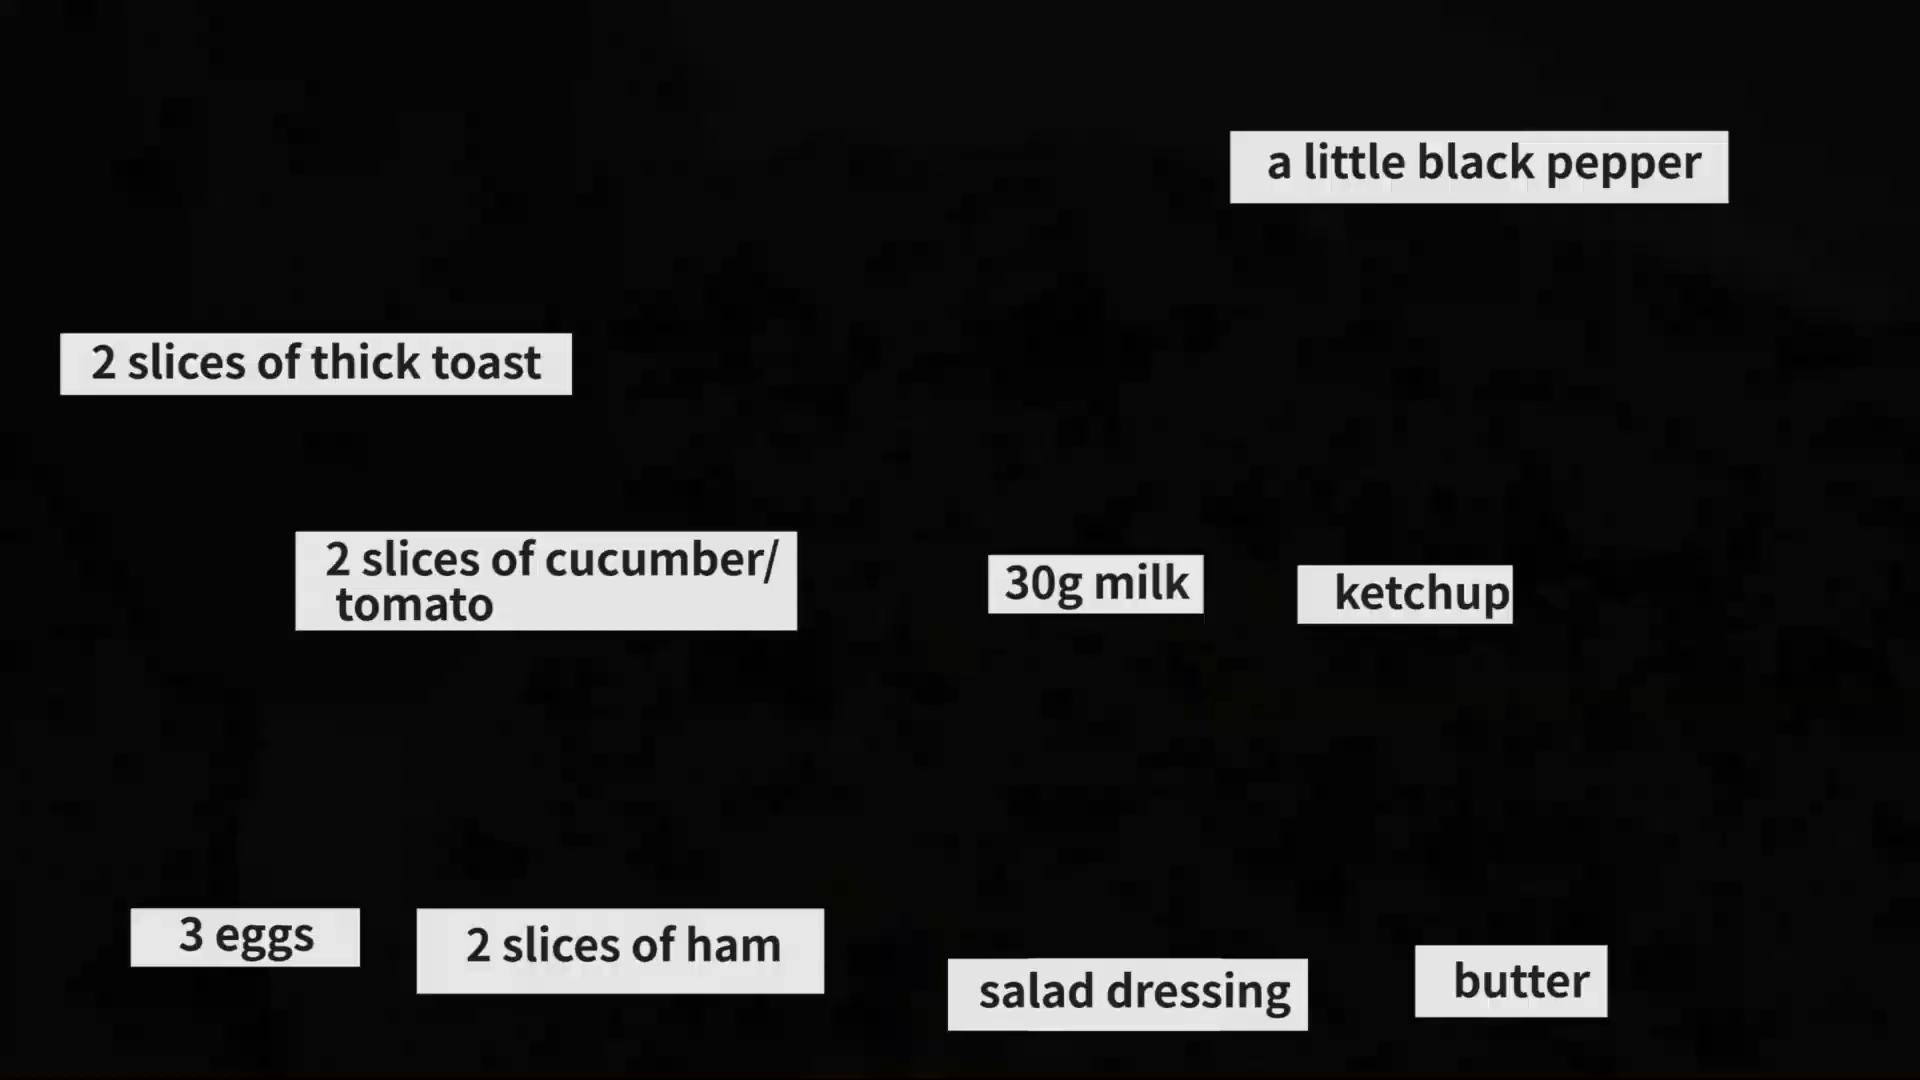 a little black pepper
2 slices of thick toast
2 slices of cucumber/
tomato
30g milk
ketchup
3 eggs
2 slices of ham
salad dressing
butter